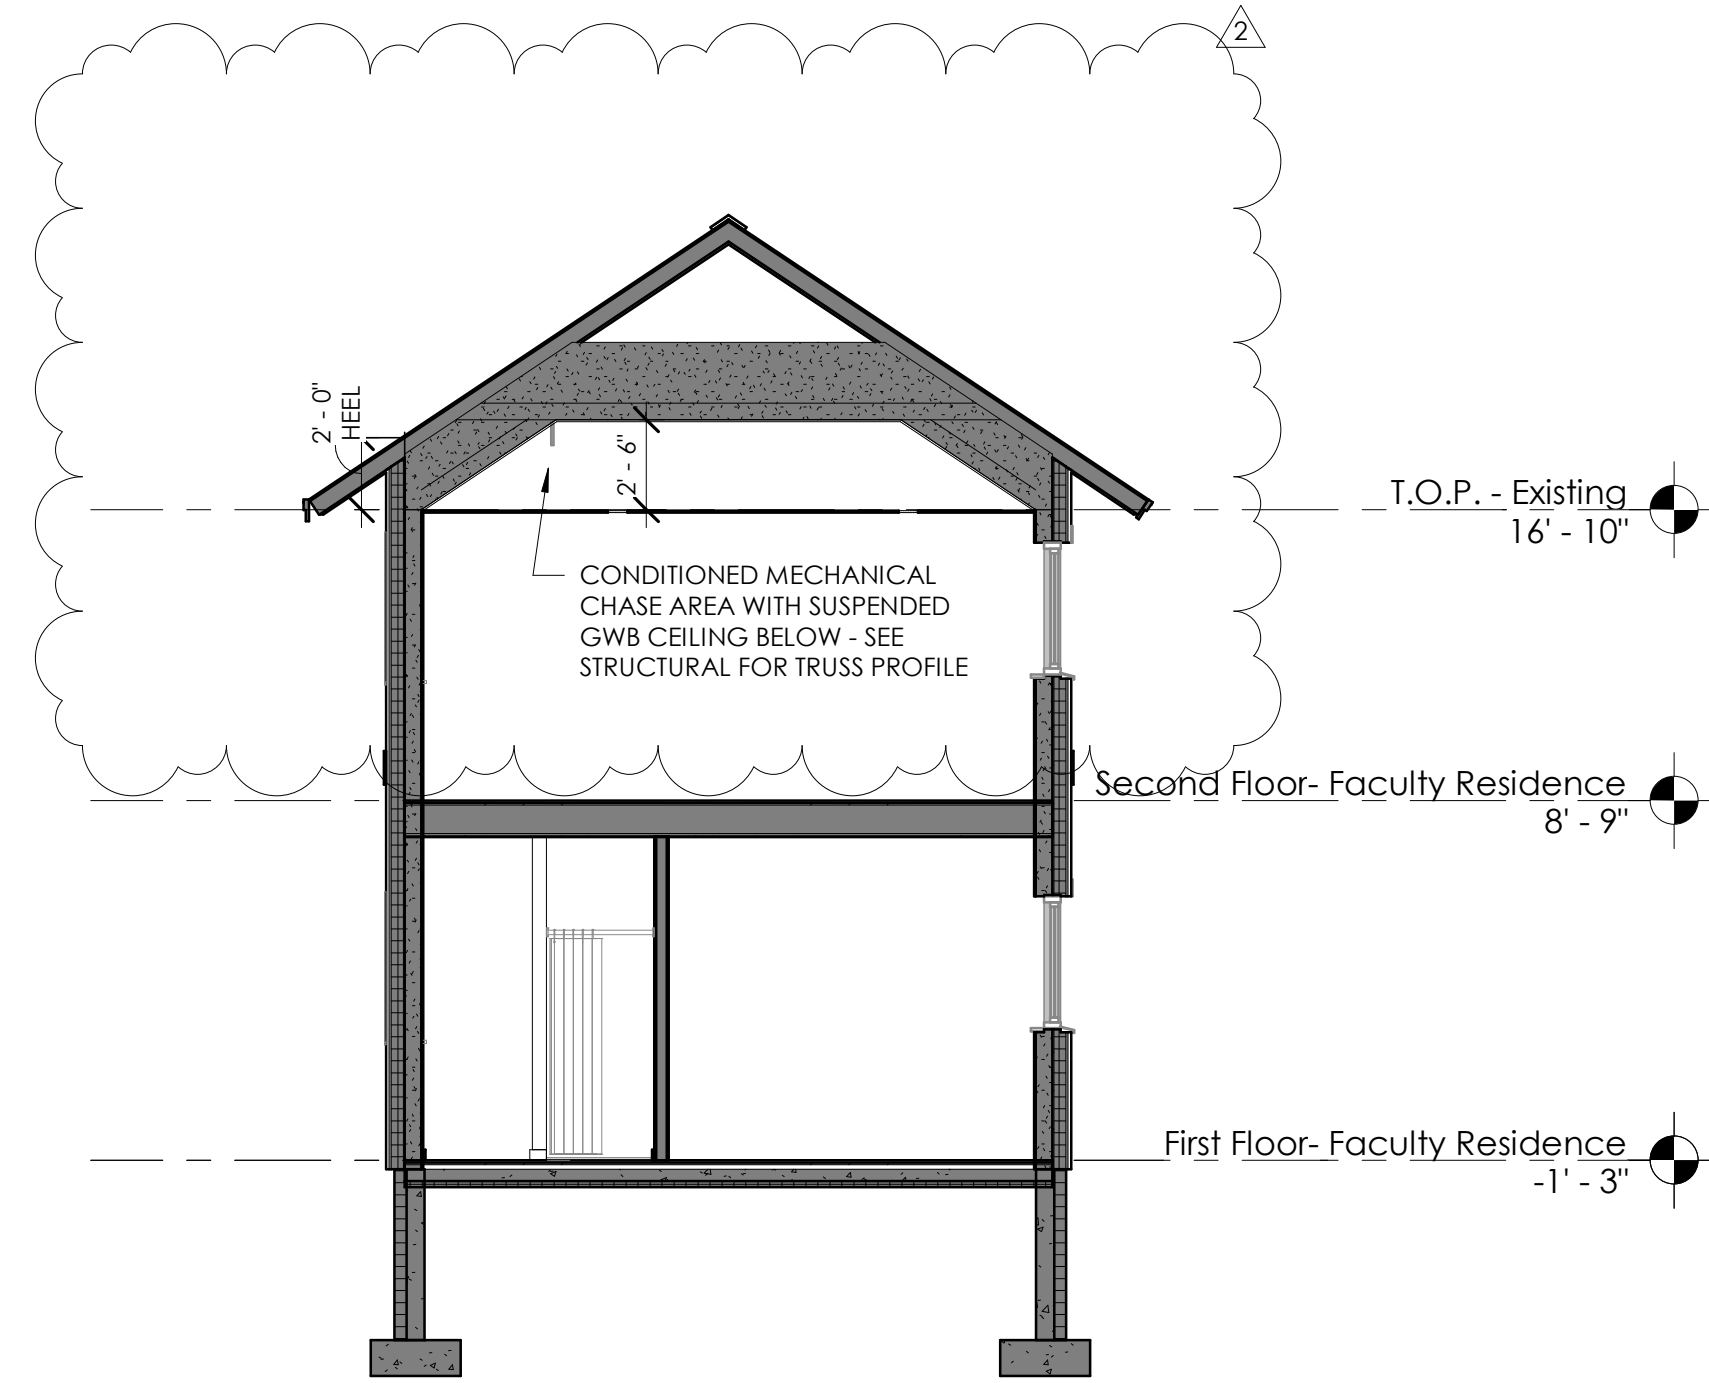 2
2' - 0"
HEEL
2' - 6"
T.O.P. - Existing
16' - 10"
CONDITIONED MECHANICAL
CHASE AREA WITH SUSPENDED
GWB CEILING BELOW - SEE
STRUCTURAL FOR TRUSS PROFILE
Second Floor- Faculty Residence
8' - 9"
First Floor- Faculty Residence
-1' - 3"